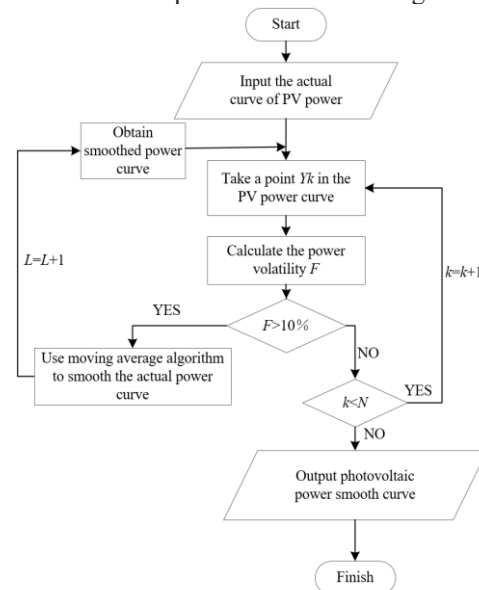 Start
Input the actual
curve of PV power
Obtain
smoothed power
curve
Take a point Yk in the
PV power curve
L=L+1
Calculate the power
volatility F
k=k+1
YES
F>10%
Use moving average algorithm
to smooth the actual power
curve
NO
YES
k<N
NO
Output photovoltaic
power smooth curve
Finish